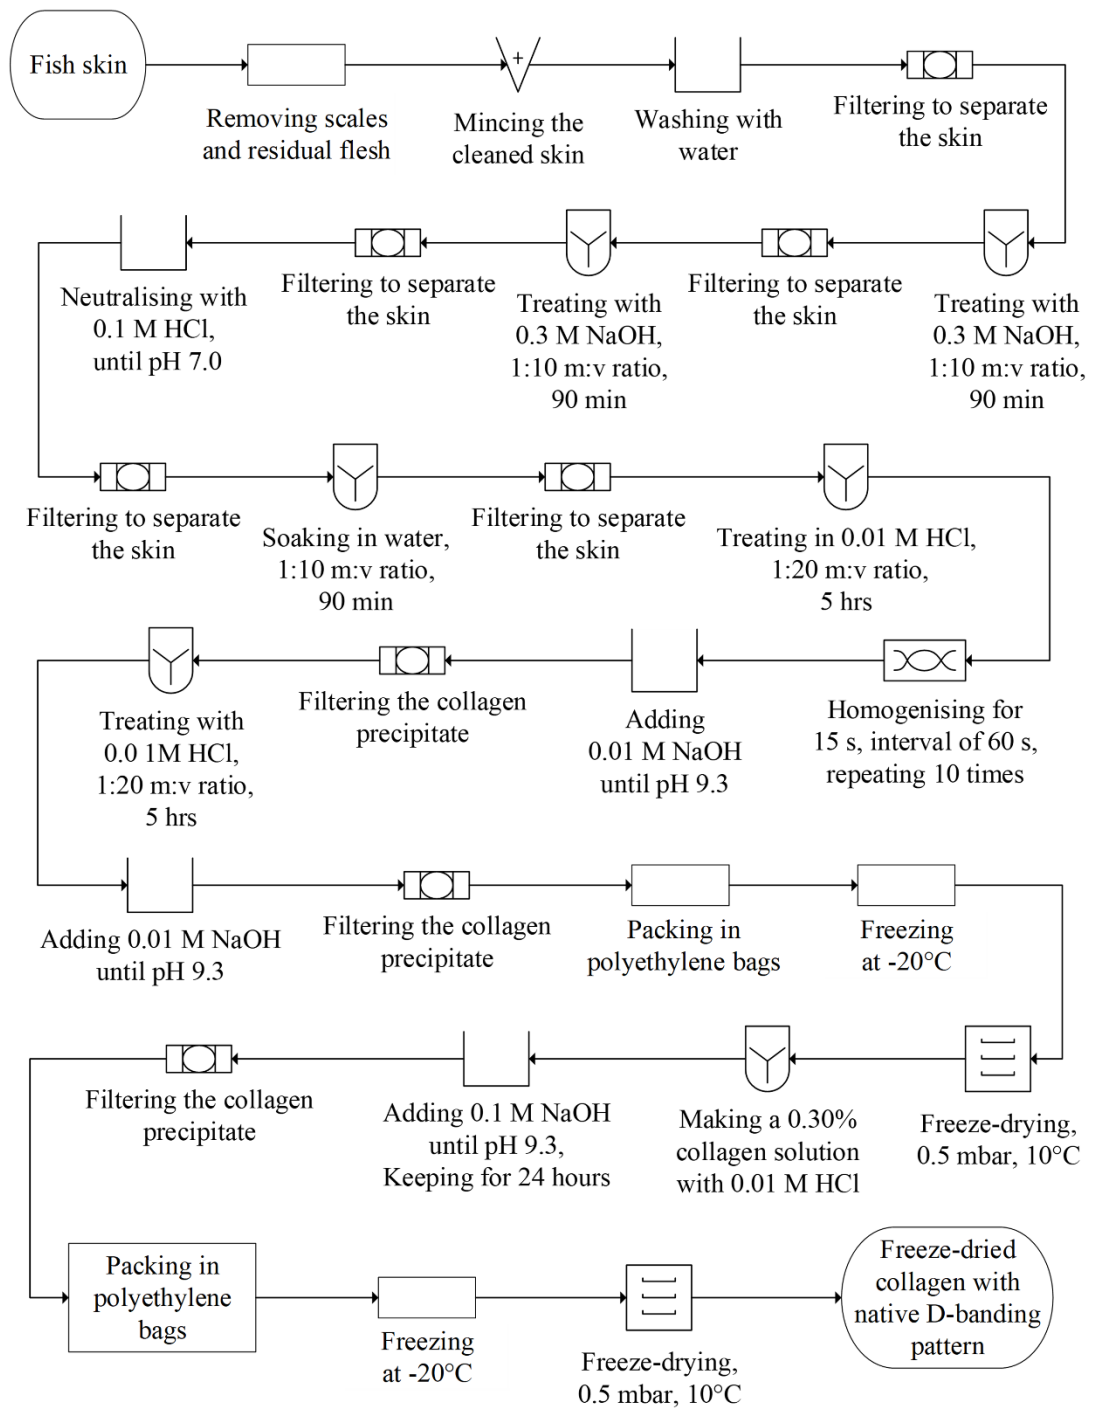 Fish skin
Removing scales
and residual flesh
+
Mincing the
cleaned skin
Washing with
water
Filtering to separate
the skin
Treating with
0.3 M NaOH,
1:10 m:v ratio,
90 min
Filtering to separate
the skin
Treating with
0.3 M NaOH,
1:10 m:v ratio,
90 min
Filtering to separate
the skin
Neutralising with
0.1 M HCl,
until pH 7.0
Filtering to separate
the skin
Soaking in water,
1:10 m:v ratio,
90 min
Filtering to separate
the skin
Treating in 0.01 M HCl,
1:20 m:v ratio,
5 hrs
Homogenising for
15 s, interval of 60 s,
repeating 10 times
Adding
0.01 M NaOH
until pH 9.3
Filtering the collagen
precipitate
Treating with
0.0 1M HCl,
1:20 m:v ratio,
5 hrs
Adding 0.01 M NaOH
until pH 9.3
Filtering the collagen
precipitate
Packing in
polyethylene bags
Freezing
at -20°C
Freeze-drying,
0.5 mbar, 10°C
Making a 0.30%
collagen solution
with 0.01 M HCl
Adding 0.1 M NaOH
until pH 9.3,
Keeping for 24 hours
Filtering the collagen
precipitate
Packing in
polyethylene
bags
Freezing
at -20°C
Freeze-drying,
0.5 mbar, 10°C
Freeze-dried
collagen with
native D-banding
pattern